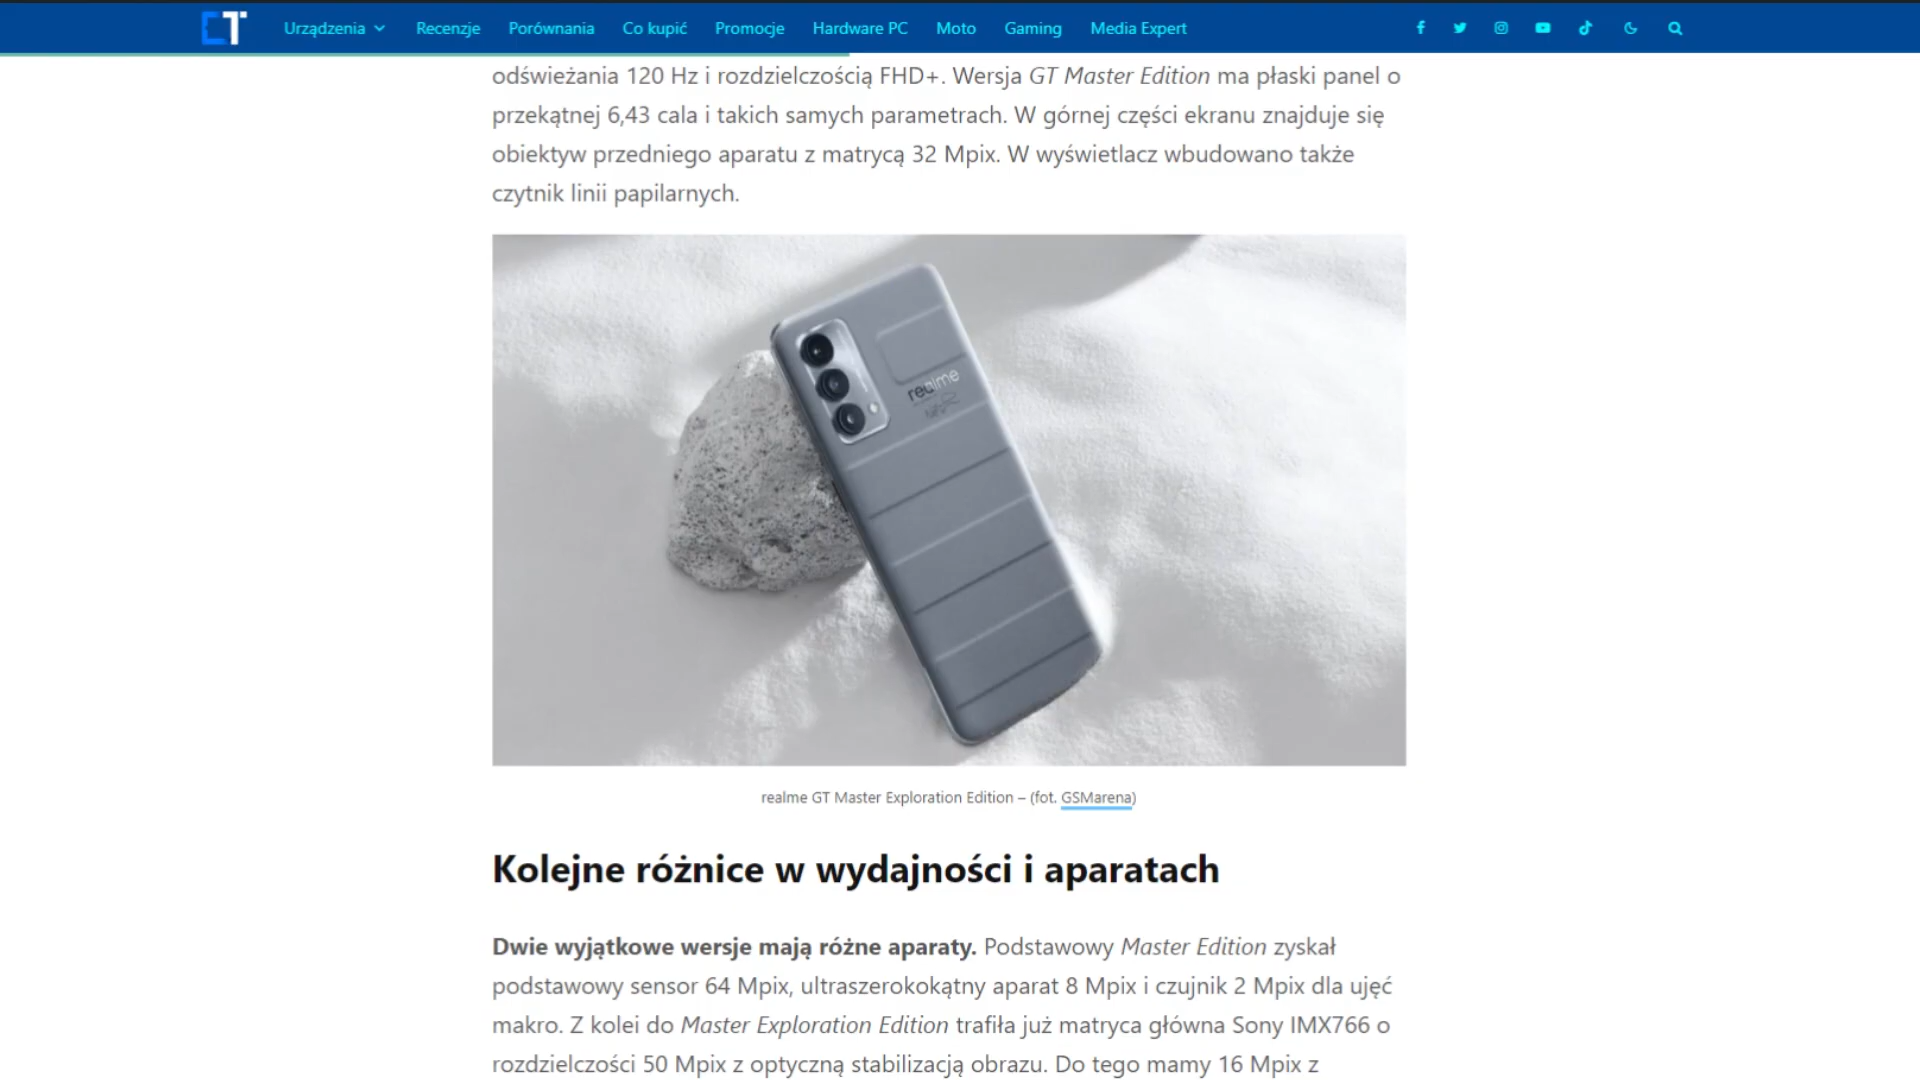 CT Urządzenia Recenzje Porównania Co kupić Promocje Hardware PC Moto Gaming Media Expert
odświeżania 120 Hz i rozdzielczością FHD+. Wersja GT Master Edition ma płaski panel o
przekątnej 6,43 cala i takich samych parametrach. W górnej części ekranu znajduje się
obiektyw przedniego aparatu z matrycą 32 Mpix. W wyświetlacz wbudowano także
czytnik linii papilarnych.
realme
realme GT Master Exploration Edition – (fot. GSMarena)
Kolejne różnice w wydajności i aparatach
Dwie wyjątkowe wersje mają różne aparaty. Podstawowy Master Edition zyskał
podstawowy sensor 64 Mpix, ultraszerokokątny aparat 8 Mpix i czujnik 2 Mpix dla ujęć
makro. Z kolei do Master Exploration Edition trafiła już matryca główna Sony IMX766 o
rozdzielczości 50 Mpix z optyczną stabilizacją obrazu. Do tego mamy 16 Mpix z